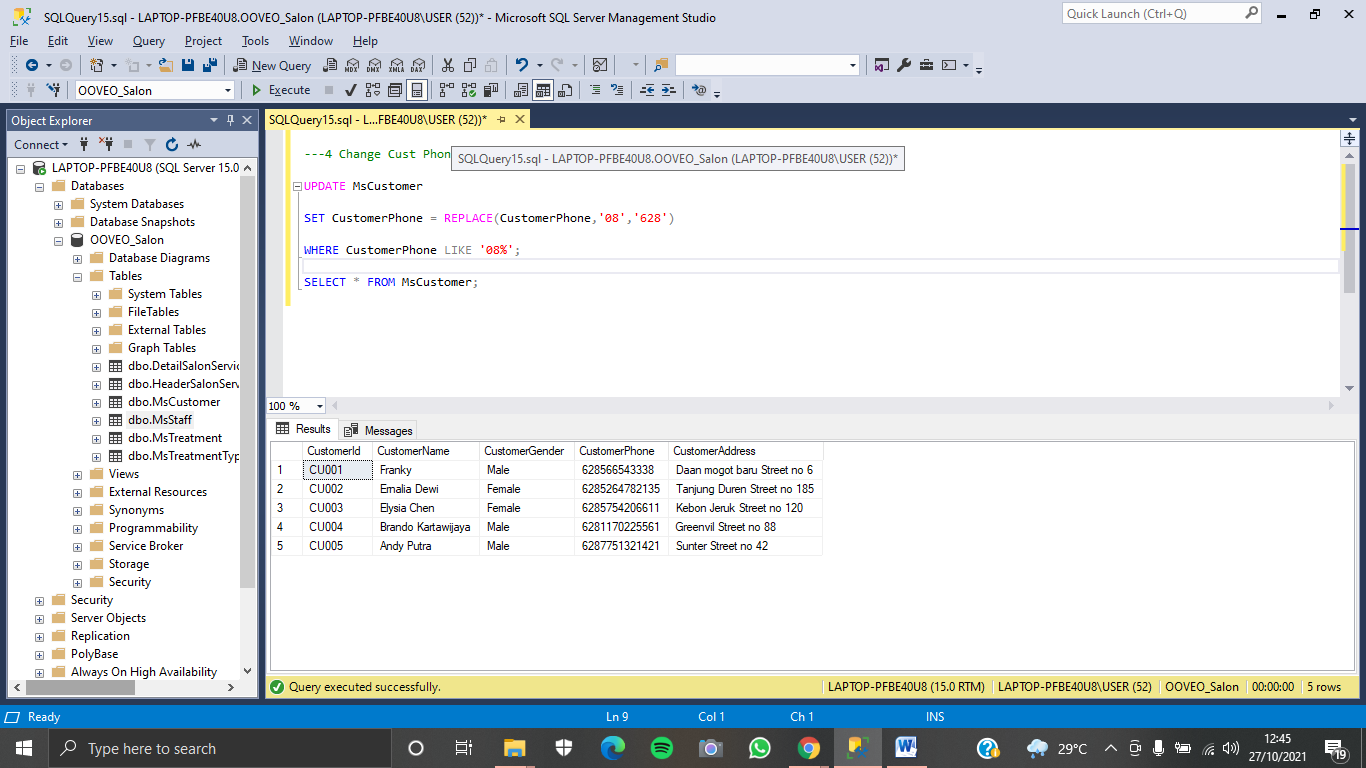 SQLQuery15.sql - LAPTOP-PFBE40U8.OOVEO_Salon (LAPTOP-PFBE40U8\USER (52))* - Microsoft SQL Server Management Studio
Quick Launch (Ctrl+Q)
File Edit View Query Project Tools Window Help
New Query MDX DMX XMLA DAX
OOVEO_Salon Execute
Object Explorer
Connect
LAPTOP-PFBE40U8 (SQL Server 15.0
Databases
System Databases
Database Snapshots
OOVEO_Salon
Database Diagrams
Tables
System Tables
FileTables
External Tables
Graph Tables
dbo.DetailSalonServic
dbo.HeaderSalonServ
dbo.MsCustomer
dbo.MsStaff
dbo.MsTreatment
dbo.MsTreatmentTyp
Views
External Resources
Synonyms
Programmability
Service Broker
Storage
Security
Security
Server Objects
Replication
PolyBase
Always On High Availability
SQLQuery15.sql - L...FBE40U8\USER (52))*
---4 Change Cust Phon
SQLQuery15.sql - LAPTOP-PFBE40U8.OOVEO_Salon (LAPTOP-PFBE40U8\USER (52))*
UPDATE MsCustomer
SET CustomerPhone = REPLACE(CustomerPhone,'08','628')
WHERE CustomerPhone LIKE '08%';
SELECT * FROM MsCustomer;
100 %
Results Messages
CustomerId CustomerName CustomerGender CustomerPhone CustomerAddress
1 CU001 Franky Male 628566543338 Daan mogot baru Street no 6
2 CU002 Emalia Dewi Female 6285264782135 Tanjung Duren Street no 185
3 CU003 Elysia Chen Female 6285754206611 Kebon Jeruk Street no 120
4 CU004 Brando Kartawijaya Male 6281170225561 Greenvil Street no 88
5 CU005 Andy Putra Male 6287751321421 Sunter Street no 42
Query executed successfully. LAPTOP-PFBE40U8 (15.0 RTM) LAPTOP-PFBE40U8\USER (52) OOVEO_Salon 00:00:00 5 rows
Ready Ln 9 Col 1 Ch 1 INS
Type here to search 29°C 12:45
27/10/2021 19